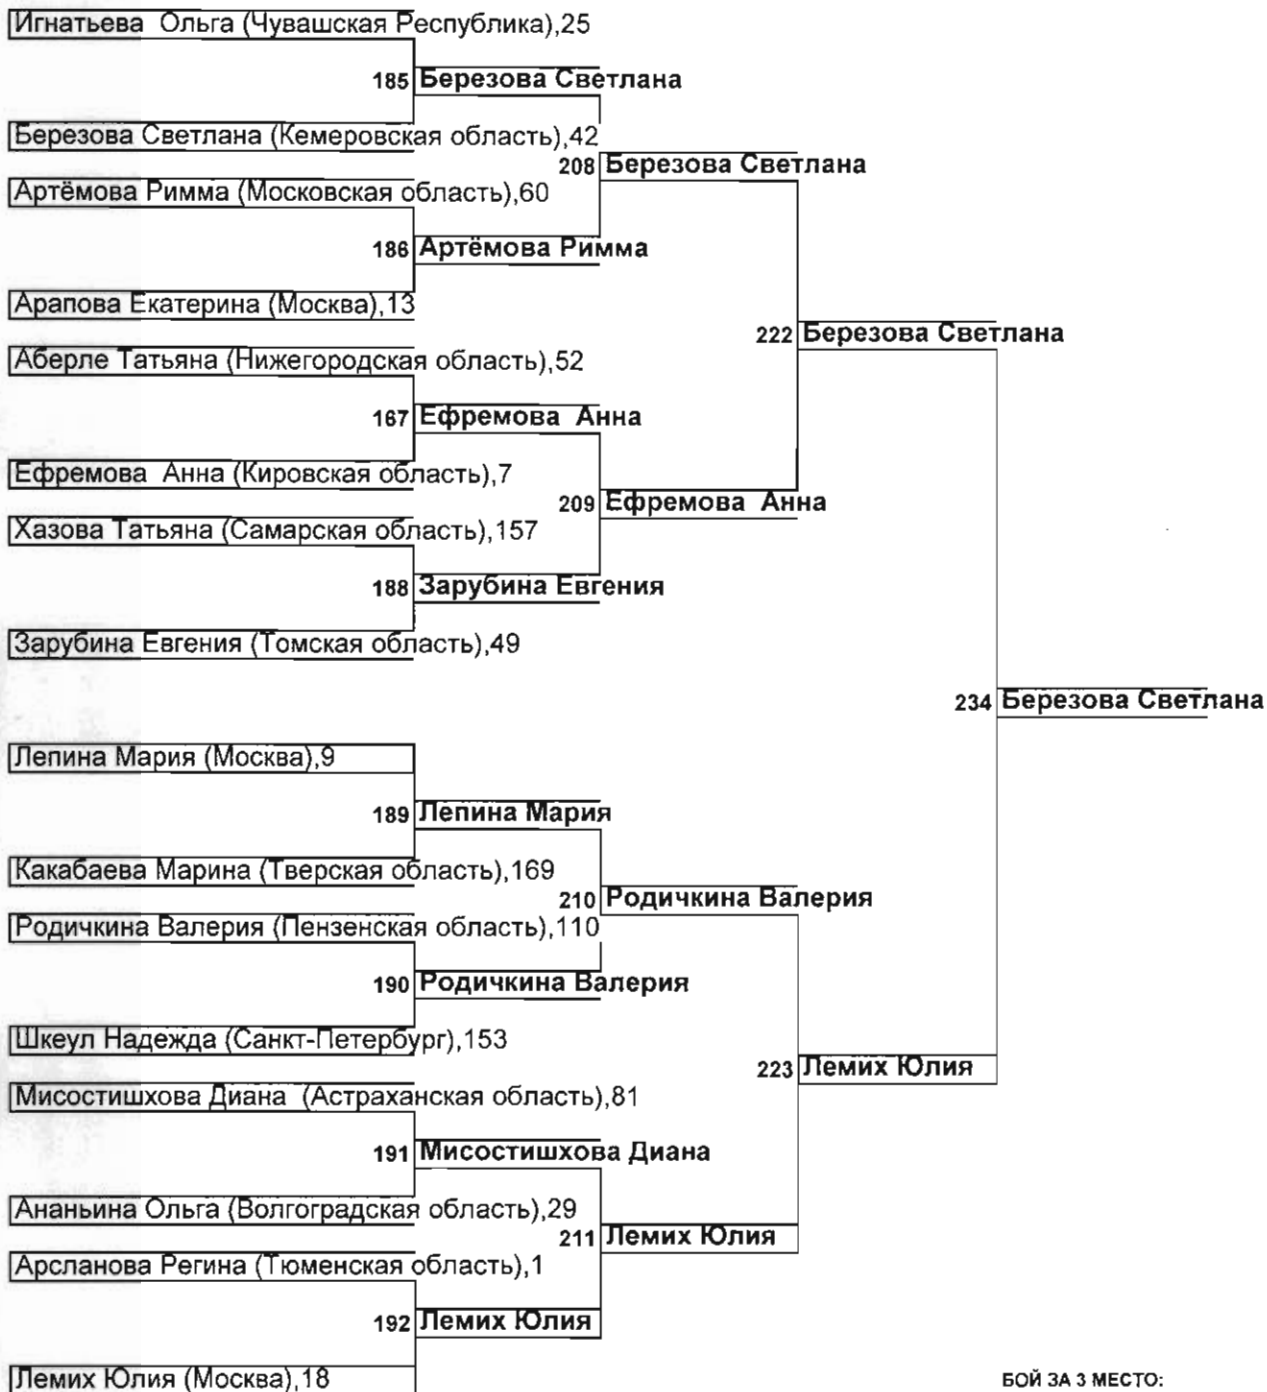 Игнатьева Ольга (Чувашская Республика),25
185 Березова Светлана
Березова Светлана (Кемеровская область),42
208 Березова Светлана
Артёмова Римма (Московская область),60
186 Артёмова Римма
Арапова Екатерина (Москва),13
222 Березова Светлана
Аберле Татьяна (Нижегородская область),52
167 Ефремова Анна
Ефремова Анна (Кировская область),7
209 Ефремова Анна
Хазова Татьяна (Самарская область),157
188 Зарубина Евгения
Зарубина Евгения (Томская область),49
234 Березова Светлана
Лепина Мария (Москва),9
189 Лепина Мария
Какабаева Марина (Тверская область),169
210 Родичкина Валерия
Родичкина Валерия (Пензенская область),110
190 Родичкина Валерия
Шкеул Надежда (Санкт-Петербург),153
223 Лемих Юлия
Мисостишхова Диана (Астраханская область),81
191 Мисостишхова Диана
Ананьина Ольга (Волгоградская область),29
211 Лемих Юлия
Арсланова Регина (Тюменская область),1
192 Лемих Юлия
Лемих Юлия (Москва),18
БОЙ ЗА 3 МЕСТО: